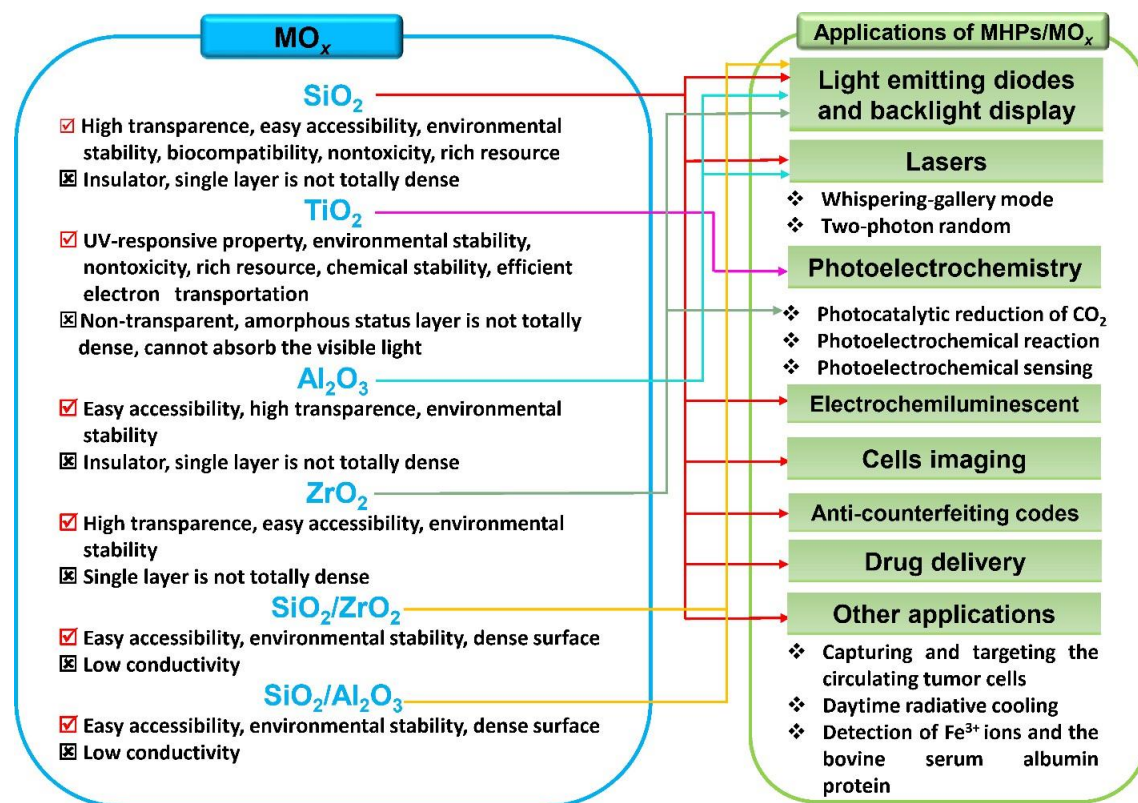 MOₓ
SiO₂
High transparence, easy accessibility, environmental
stability, biocompatibility, nontoxicity, rich resource
Insulator, single layer is not totally dense
TiO₂
UV-responsive property, environmental stability,
nontoxicity, rich resource, chemical stability, efficient
electron transportation
Non-transparent, amorphous status layer is not totally
dense, cannot absorb the visible light
Al₂O₃
Easy accessibility, high transparence, environmental
stability
Insulator, single layer is not totally dense
ZrO₂
High transparence, easy accessibility, environmental
stability
Single layer is not totally dense
SiO₂/ZrO₂
Easy accessibility, environmental stability, dense surface
Low conductivity
SiO₂/Al₂O₃
Easy accessibility, environmental stability, dense surface
Low conductivity
Applications of MHPs/MOₓ
Light emitting diodes
and backlight display
Lasers
Whispering-gallery mode
Two-photon random
Photoelectrochemistry
Photocatalytic reduction of CO₂
Photoelectrochemical reaction
Photoelectrochemical sensing
Electrochemiluminescent
Cells imaging
Anti-counterfeiting codes
Drug delivery
Other applications
Capturing and targeting the
circulating tumor cells
Daytime radiative cooling
Detection of Fe³⁺ ions and the
bovine serum albumin
protein